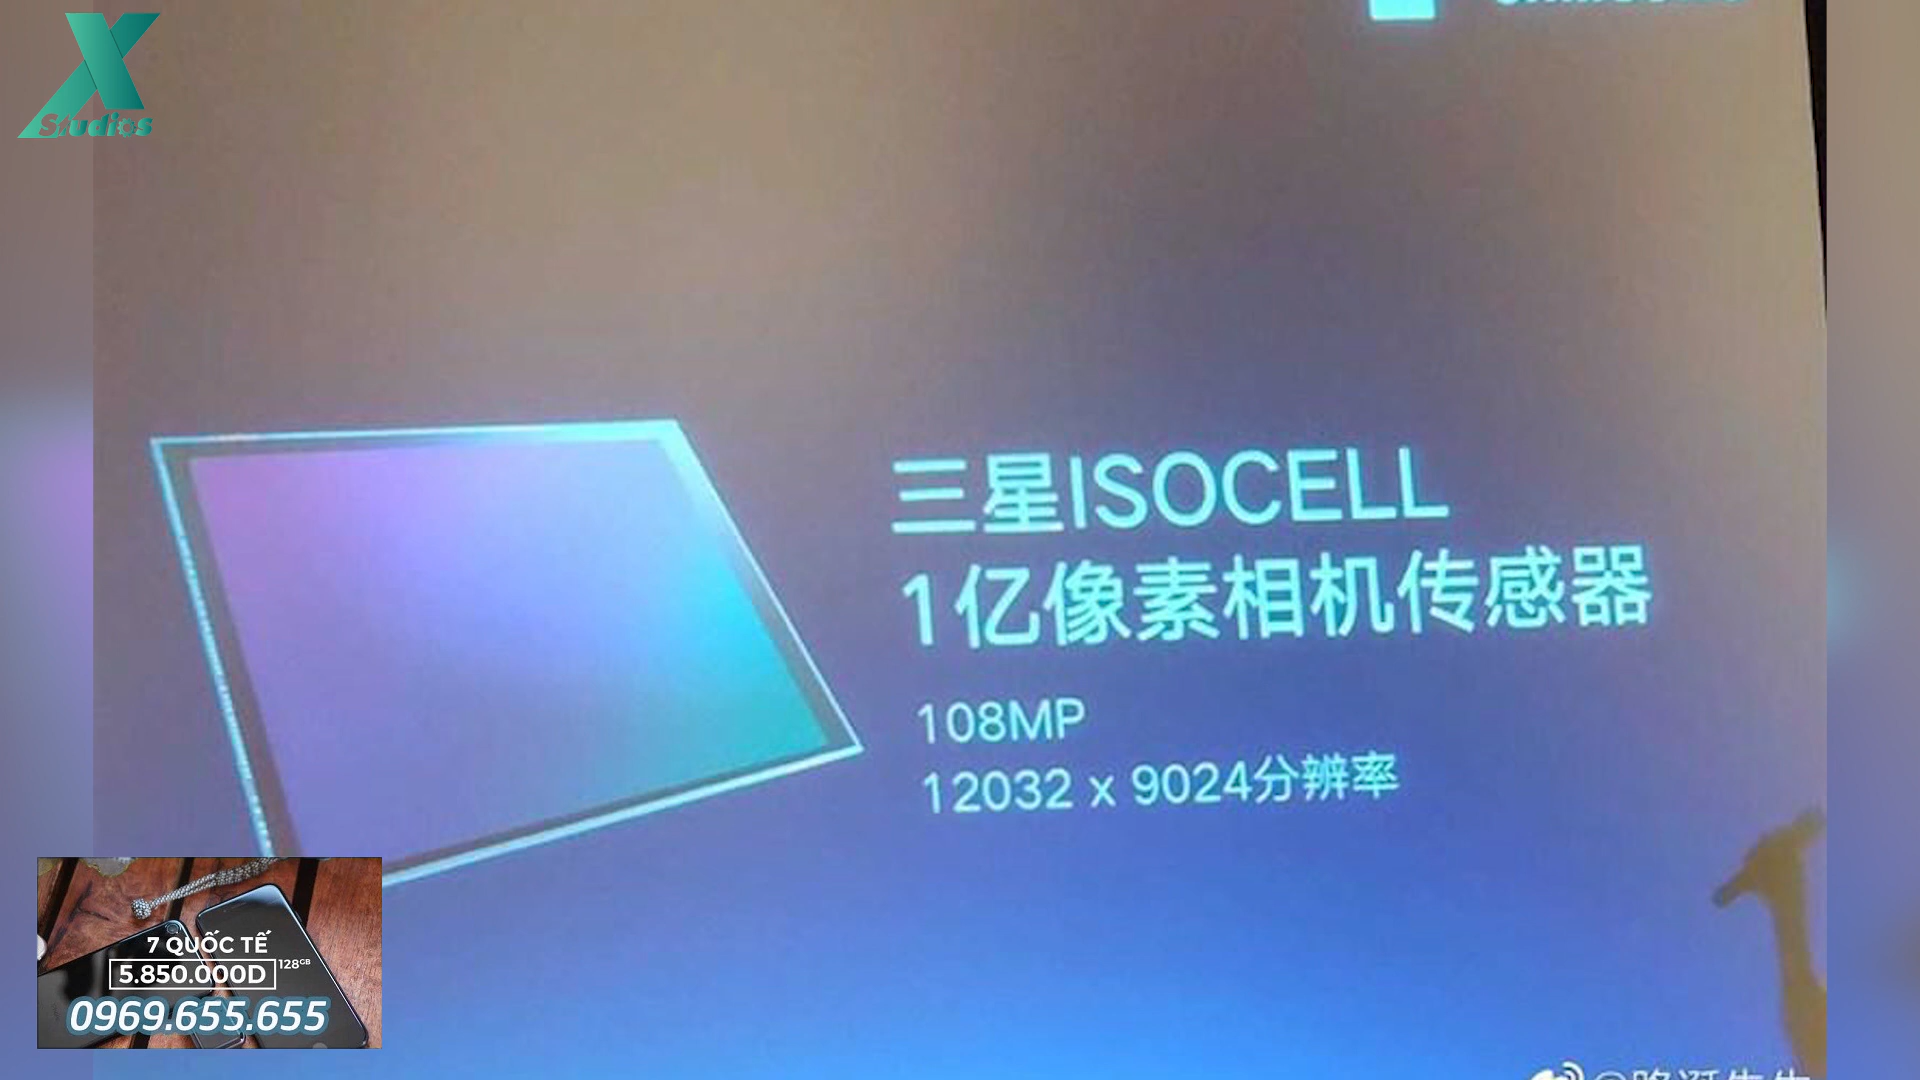 X
Studios
三星ISOCELL
1亿像素相机传感器
108MP
12032 x 9024分辨率
7 QUỐC TẾ
5.850.000Đ
128GB
0969.655.655